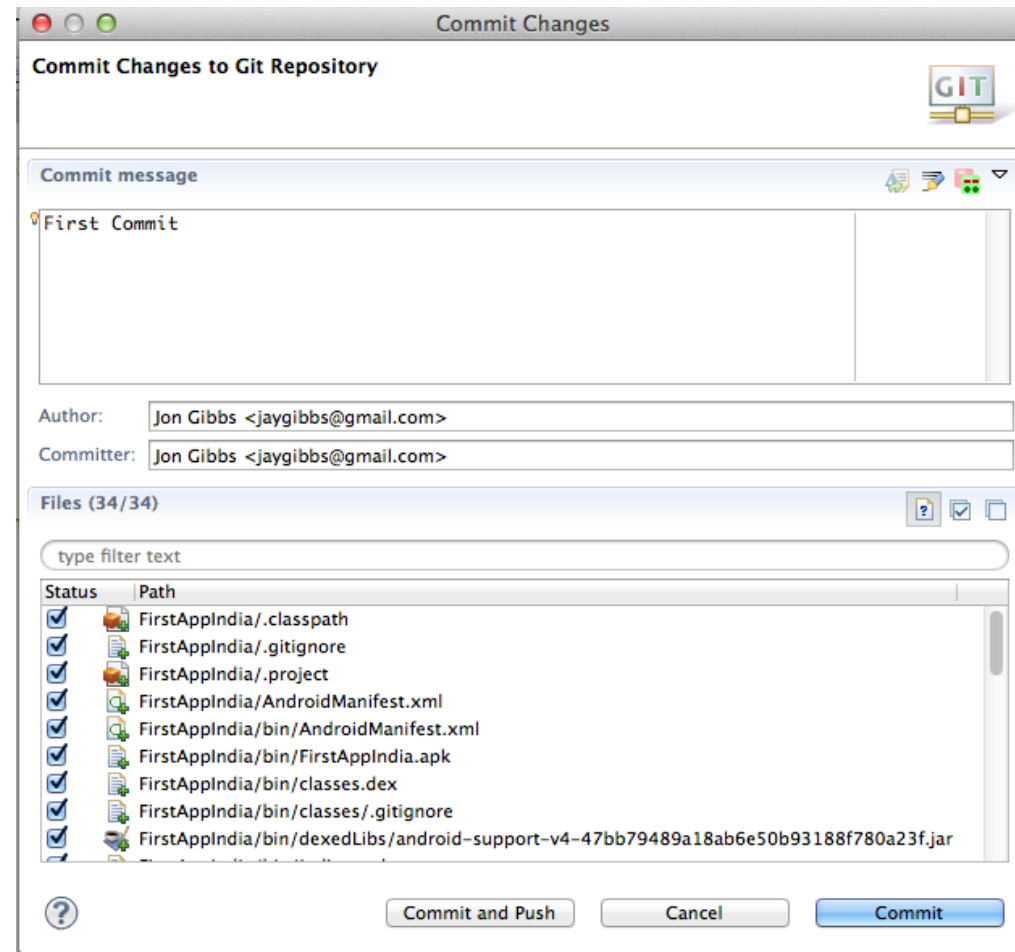 Commit Changes
Commit Changes to Git Repository
GIT
Commit message
First Commit
Author: Jon Gibbs <jaygibbs@gmail.com>
Committer: Jon Gibbs <jaygibbs@gmail.com>
Files (34/34)
?
type filter text
Status Path
FirstAppIndia/.classpath
FirstAppIndia/.gitignore
FirstAppIndia/.project
FirstAppIndia/AndroidManifest.xml
FirstAppIndia/bin/AndroidManifest.xml
FirstAppIndia/bin/FirstAppIndia.apk
FirstAppIndia/bin/classes.dex
FirstAppIndia/bin/classes/.gitignore
FirstAppIndia/bin/dexedLibs/android-support-v4-47bb79489a18ab6e50b93188f780a23f.jar
? Commit and Push Cancel Commit